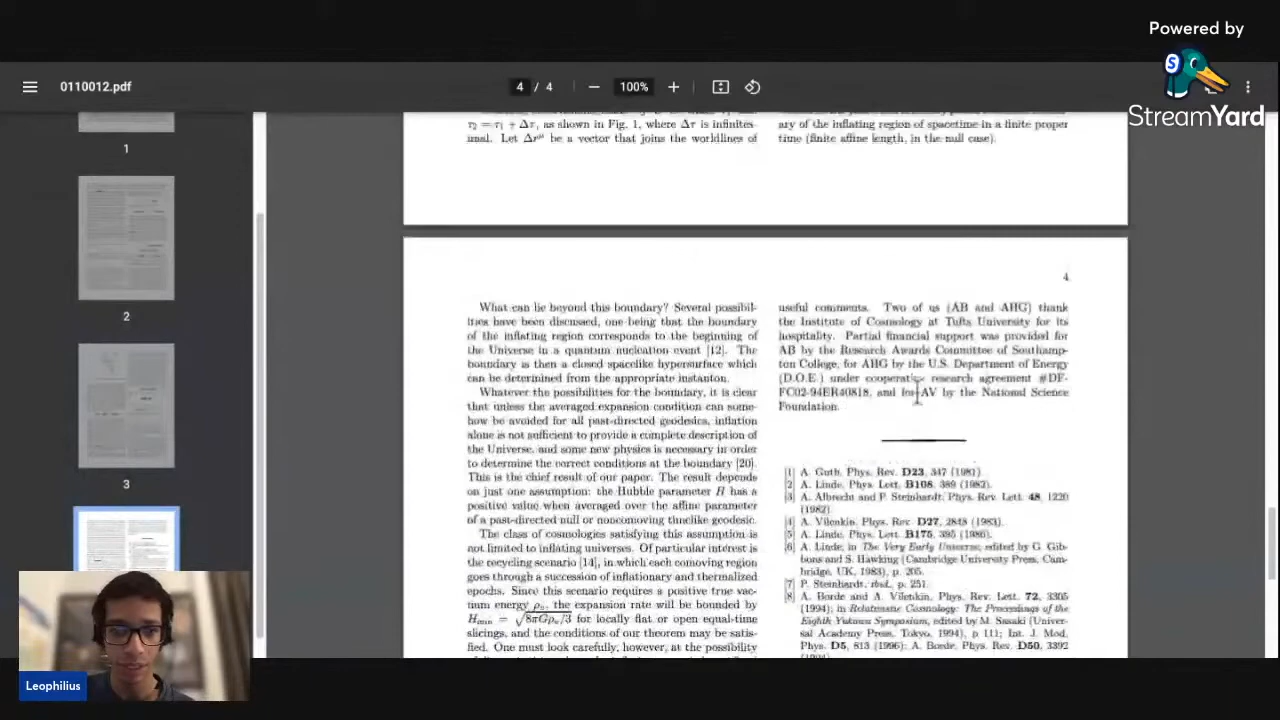 Powered by
StreamYard
0110012.pdf
4 / 4
100%
1
2
3
τ₂ = τ₁ + Δτ, as shown in Fig. 1, where Δτ is infinites-
imal. Let Δrᵘ be a vector that joins the worldlines of
ary of the inflating region of spacetime in a finite proper
time (finite affine length, in the null case).
4
What can lie beyond this boundary? Several possibil-
ities have been discussed, one being that the boundary
of the inflating region corresponds to the beginning of
the Universe in a quantum nucleation event [12]. The
boundary is then a closed spacelike hypersurface which
can be determined from the appropriate instanton.
Whatever the possibilities for the boundary, it is clear
that unless the averaged expansion condition can some-
how be avoided for all past-directed geodesics, inflation
alone is not sufficient to provide a complete description of
the Universe, and some new physics is necessary in order
to determine the correct conditions at the boundary [20].
This is the chief result of our paper. The result depends
on just one assumption: the Hubble parameter H has a
positive value when averaged over the affine parameter
of a past-directed null or noncomoving timelike geodesic.
The class of cosmologies satisfying this assumption is
not limited to inflating universes. Of particular interest is
the recycling scenario [14], in which each comoving region
goes through a succession of inflationary and thermalized
epochs. Since this scenario requires a positive true vac-
uum energy ρᵥ, the expansion rate will be bounded by
Hmin = √8πGρᵥ/3 for locally flat or open equal-time
slicings, and the conditions of our theorem may be satis-
fied. One must look carefully, however, at the possibility
useful comments. Two of us (AB and AHG) thank
the Institute of Cosmology at Tufts University for its
hospitality. Partial financial support was provided for
AB by the Research Awards Committee of Southamp-
ton College, for AHG by the U.S. Department of Energy
(D.O.E.) under cooperative research agreement #DF-
FC02-94ER40818, and for AV by the National Science
Foundation.
[1] A. Guth, Phys. Rev. D23, 347 (1981).
[2] A. Linde, Phys. Lett. B108, 389 (1982).
[3] A. Albrecht and P. Steinhardt, Phys. Rev. Lett. 48, 1220
(1982).
[4] A. Vilenkin, Phys. Rev. D27, 2848 (1983).
[5] A. Linde, Phys. Lett. B175, 395 (1986).
[6] A. Linde, in The Very Early Universe, edited by G. Gib-
bons and S. Hawking (Cambridge University Press, Cam-
bridge, UK, 1983), p. 205.
[7] P. Steinhardt, ibid., p. 251.
[8] A. Borde and A. Vilenkin, Phys. Rev. Lett. 72, 3305
(1994); in Relativistic Cosmology: The Proceedings of the
Eighth Yukawa Symposium, edited by M. Sasaki (Univer-
sal Academy Press, Tokyo, 1994), p. 111; Int. J. Mod.
Phys. D5, 813 (1996); A. Borde, Phys. Rev. D50, 3392
Leophilius